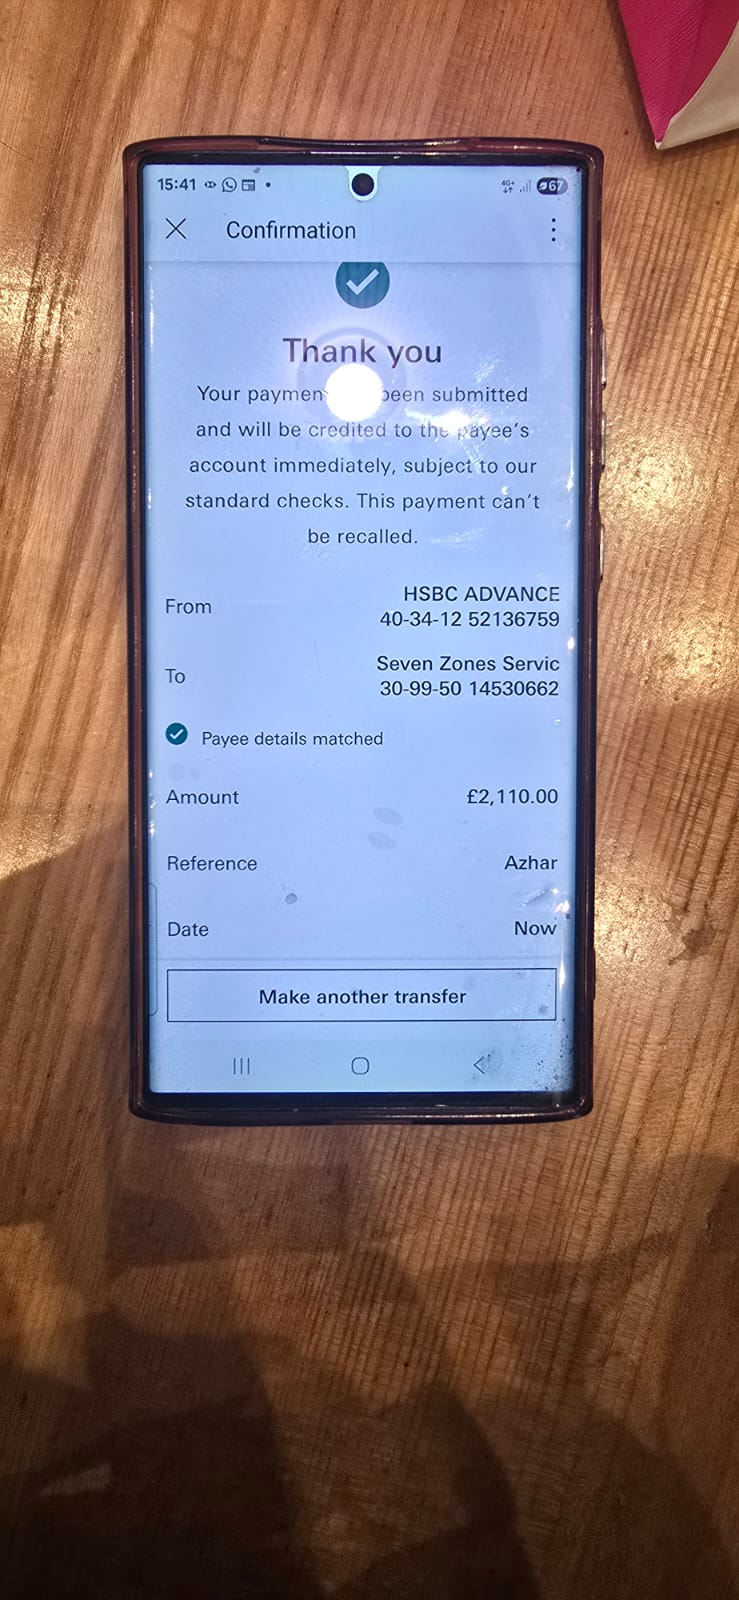 15:41
4G+
67
Confirmation
Thank you
Your paymen been submitted
and will be credited to the payee's
account immediately, subject to our
standard checks. This payment can't
be recalled.
From
HSBC ADVANCE
40-34-12 52136759
To
Seven Zones Servic
30-99-50 14530662
Payee details matched
Amount
£2,110.00
Reference
Azhar
Date
Now
Make another transfer